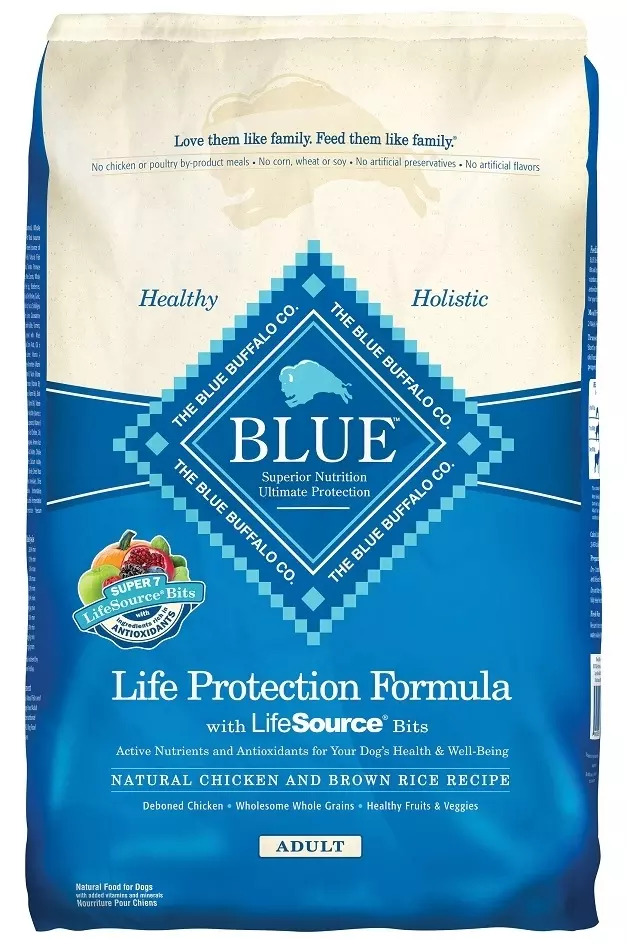 Love them like family. Feed them like family.®
No chicken or poultry by-product meals • No corn, wheat or soy • No artificial preservatives • No artificial flavors
Healthy
Holistic
THE BLUE BUFFALO CO.
THE BLUE BUFFALO CO.
BLUE™
Superior Nutrition
Ultimate Protection
THE BLUE BUFFALO CO.
THE BLUE BUFFALO CO.
SUPER 7
LifeSource® Bits
with
ingredients rich in
ANTIOXIDANTS
Life Protection Formula
with LifeSource® Bits
Active Nutrients and Antioxidants for Your Dog's Health & Well-Being
NATURAL CHICKEN AND BROWN RICE RECIPE
Deboned Chicken • Wholesome Whole Grains • Healthy Fruits & Veggies
ADULT
Natural Food for Dogs
with added vitamins and minerals
Nourriture Pour Chiens